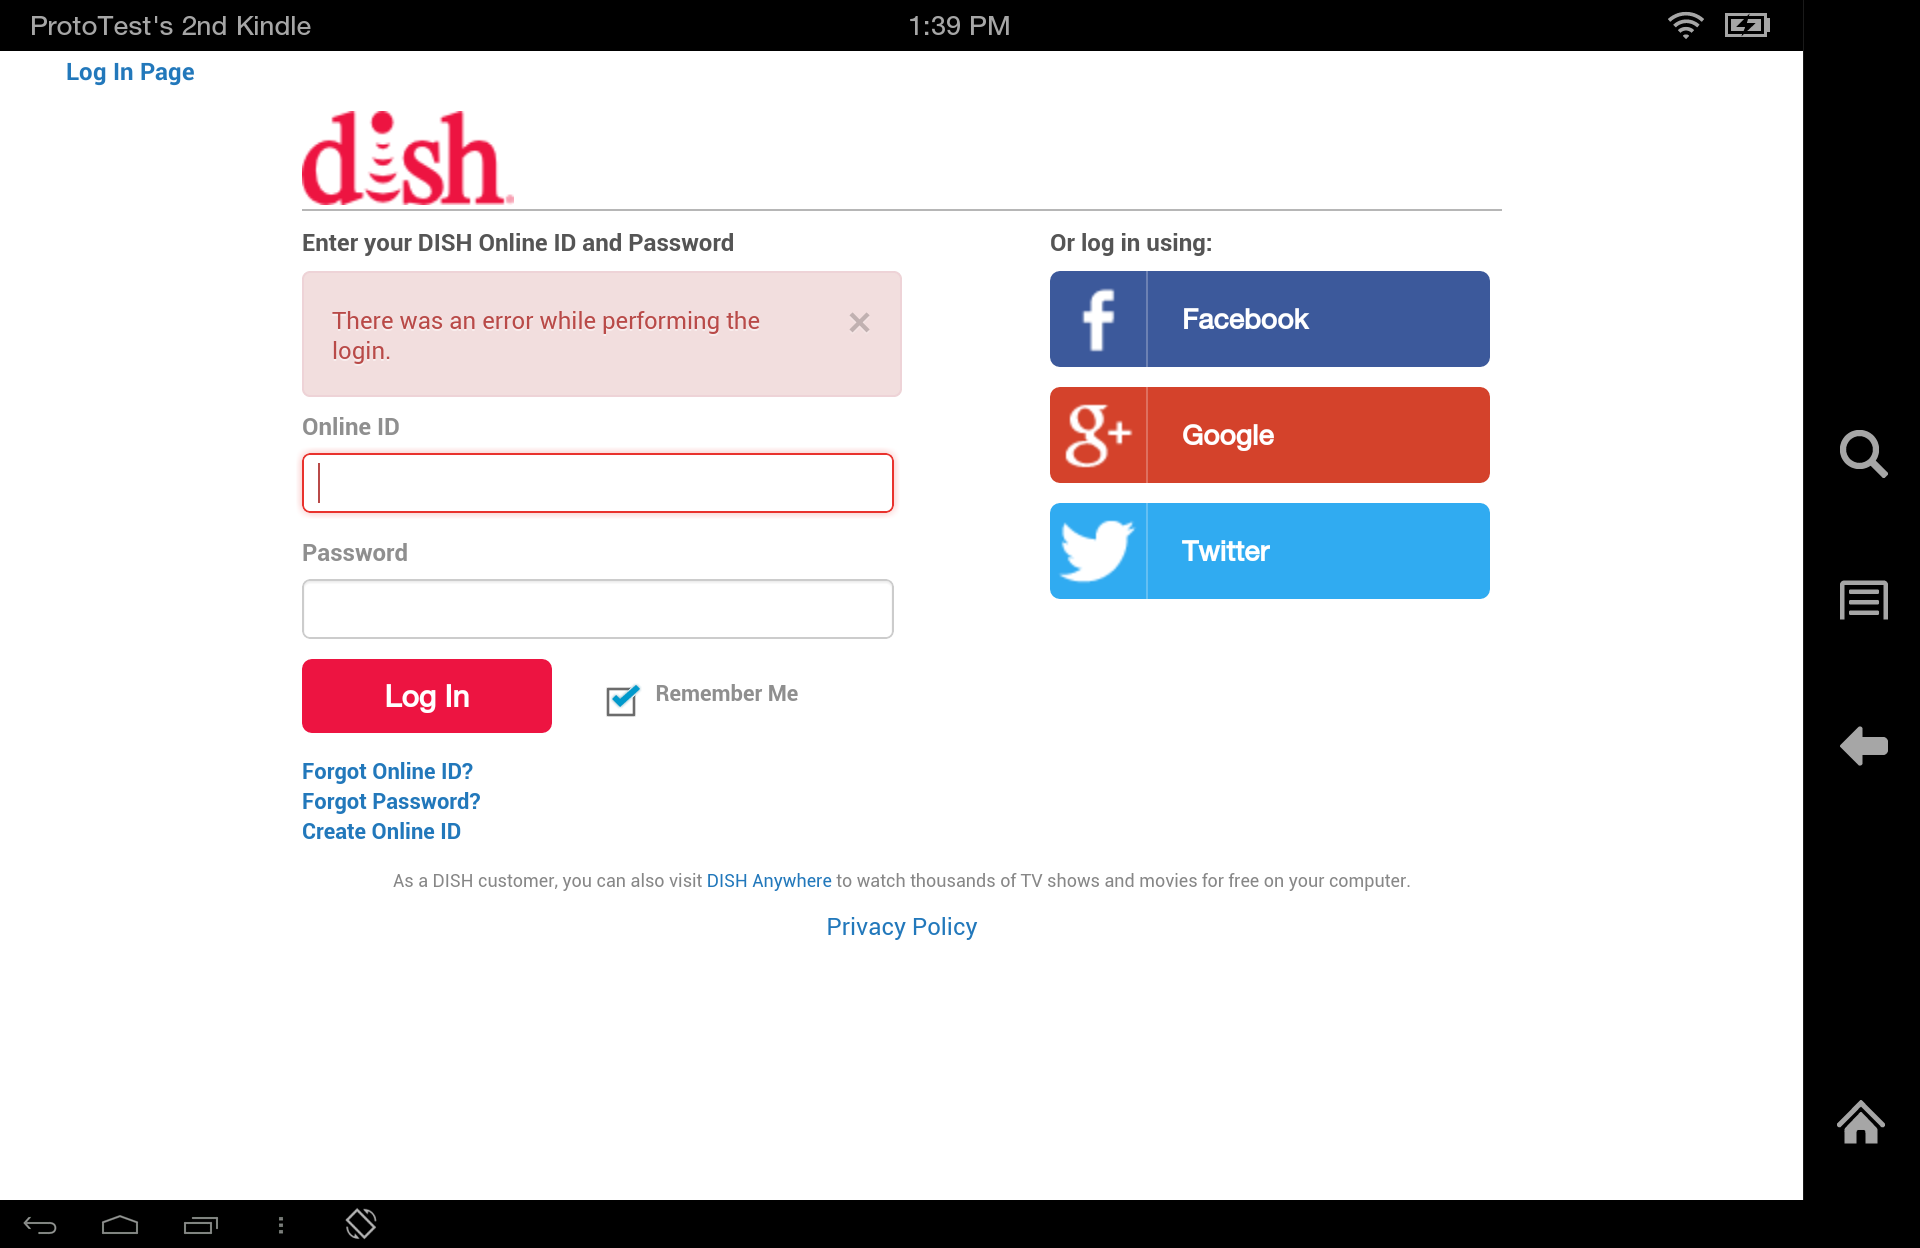 ProtoTest's 2nd Kindle
1:39 PM
Log In Page
dish
Enter your DISH Online ID and Password
There was an error while performing the
login.
Online ID
Password
Log In
Remember Me
Forgot Online ID?
Forgot Password?
Create Online ID
Or log in using:
f Facebook
g+ Google
Twitter
As a DISH customer, you can also visit DISH Anywhere to watch thousands of TV shows and movies for free on your computer.
Privacy Policy